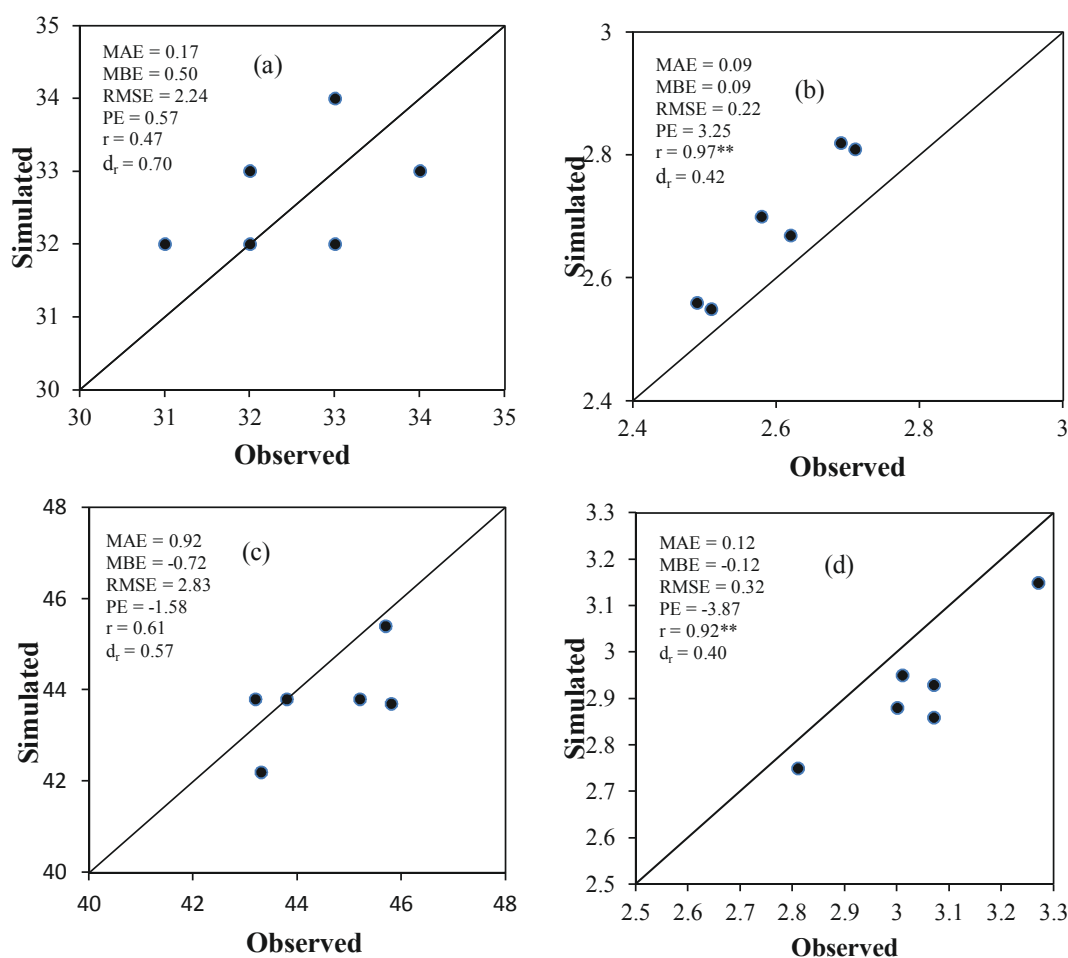 MAE = 0.17
MBE = 0.50
RMSE = 2.24
PE = 0.57
r = 0.47
dr = 0.70
(a)
35
34
33
32
31
30
30 31 32 33 34 35
Simulated
Observed
MAE = 0.09
MBE = 0.09
RMSE = 0.22
PE = 3.25
r = 0.97**
dr = 0.42
(b)
3
2.8
2.6
2.4
2.4 2.6 2.8 3
Simulated
Observed
MAE = 0.92
MBE = -0.72
RMSE = 2.83
PE = -1.58
r = 0.61
dr = 0.57
(c)
48
46
44
42
40
40 42 44 46 48
Simulated
Observed
MAE = 0.12
MBE = -0.12
RMSE = 0.32
PE = -3.87
r = 0.92**
dr = 0.40
(d)
3.3
3.2
3.1
3
2.9
2.8
2.7
2.6
2.5
2.5 2.6 2.7 2.8 2.9 3 3.1 3.2 3.3
Simulated
Observed